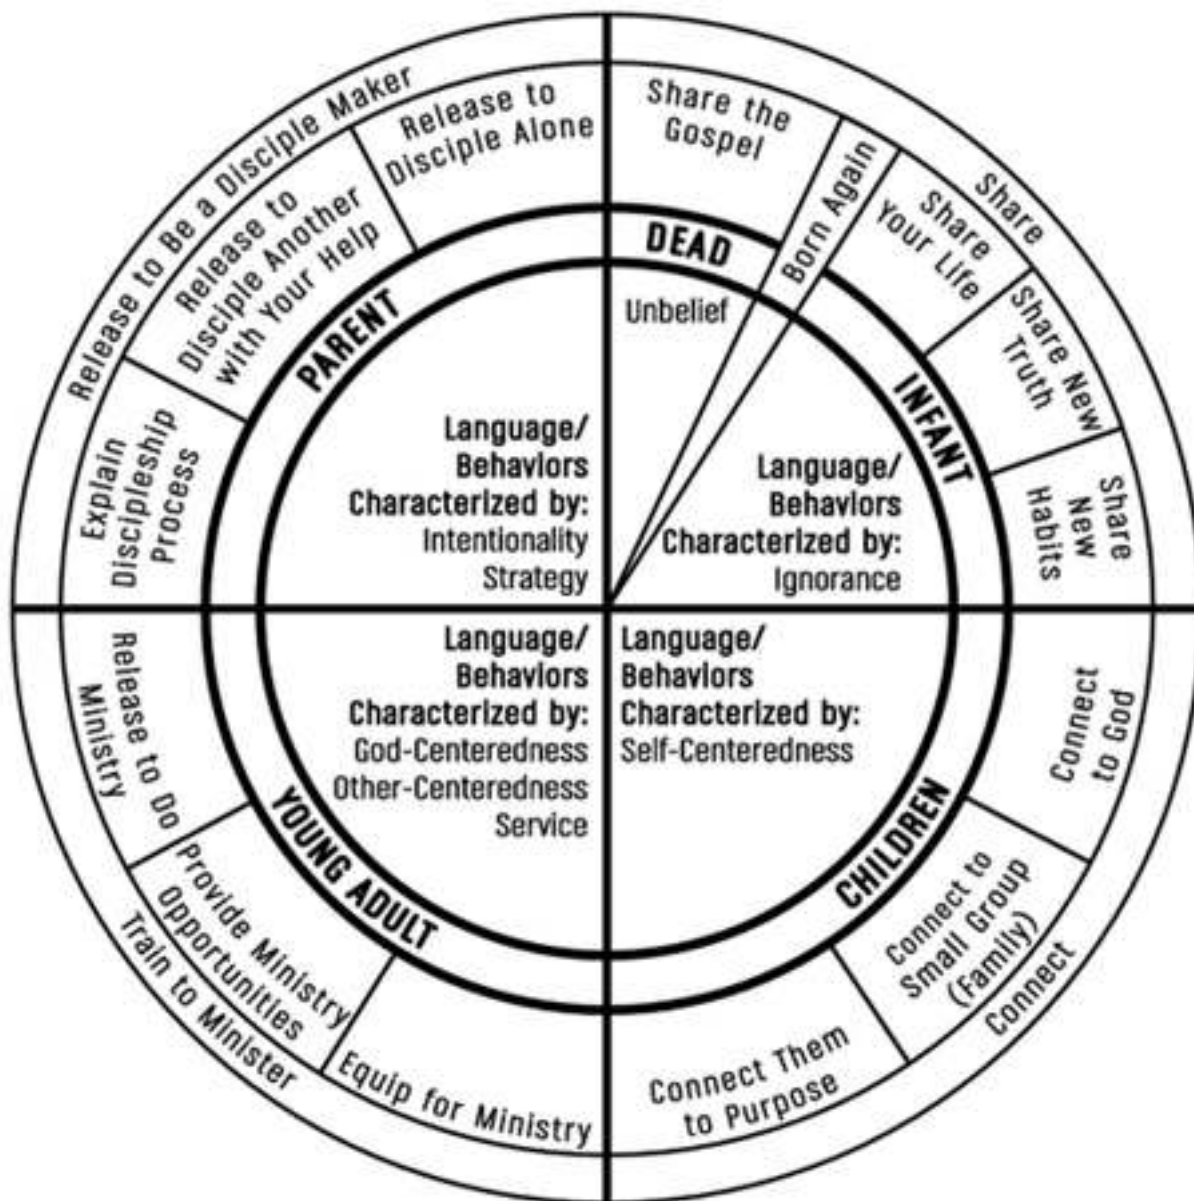 Share
Share the
Gospel
Born Again
Share
Your Life
Share New
Truth
Share
New
Habits
DEAD
Unbelief
INFANT
Language/
Behaviors
Characterized by:
Ignorance
Connect
Connect
to God
Connect to
Small Group
(Family)
Connect Them
to Purpose
CHILDREN
Language/
Behaviors
Characterized by:
Self-Centeredness
Train to Minister
Equip for Ministry
Provide Ministry
Opportunities
Release to Do
Ministry
YOUNG ADULT
Language/
Behaviors
Characterized by:
God-Centeredness
Other-Centeredness
Service
Release to Be a Disciple Maker
Explain
Discipleship
Process
Release to
Disciple Another
with Your Help
Release to
Disciple Alone
PARENT
Language/
Behaviors
Characterized by:
Intentionality
Strategy